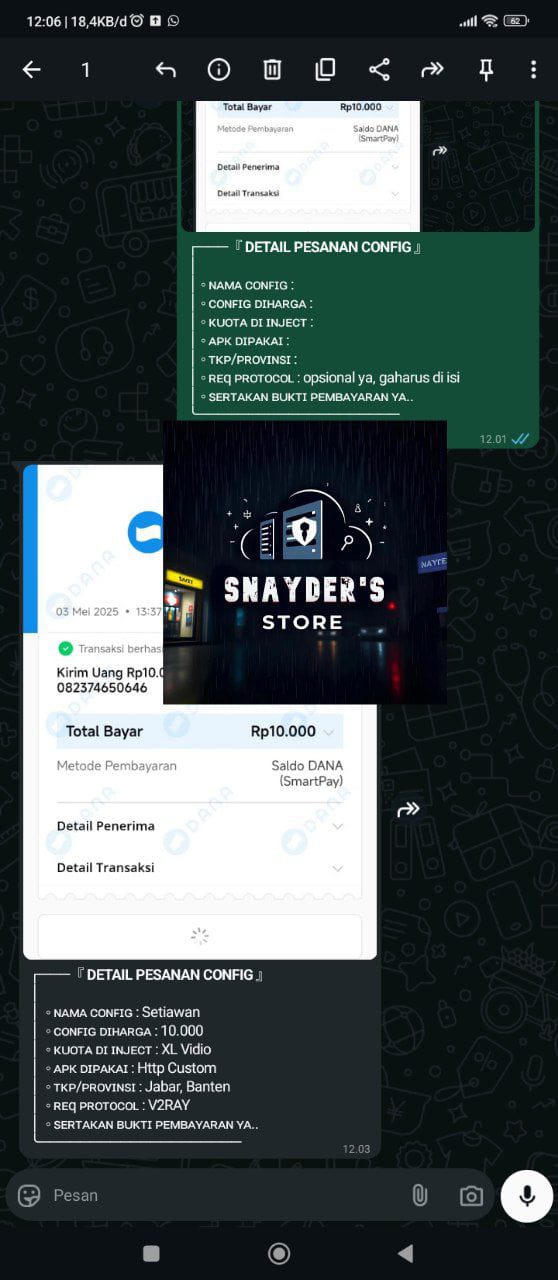 12:06 | 18,4KB/d
62
1
Total Bayar Rp10.000
Metode Pembayaran Saldo DANA
(SmartPay)
Detail Penerima
Detail Transaksi
『 DETAIL PESANAN CONFIG 』
◦ NAMA CONFIG :
◦ CONFIG DIHARGA :
◦ KUOTA DI INJECT :
◦ APK DIPAKAI :
◦ TKP/PROVINSI :
◦ REQ PROTOCOL : opsional ya, gaharus di isi
◦ SERTAKAN BUKTI PEMBAYARAN YA..
12.01
SNAYDER'S
STORE
DANA
03 Mei 2025 • 13:37
Transaksi berhas
Kirim Uang Rp10.0
082374650646
Total Bayar Rp10.000
Metode Pembayaran Saldo DANA
(SmartPay)
Detail Penerima
Detail Transaksi
『 DETAIL PESANAN CONFIG 』
◦ NAMA CONFIG : Setiawan
◦ CONFIG DIHARGA : 10.000
◦ KUOTA DI INJECT : XL Vidio
◦ APK DIPAKAI : Http Custom
◦ TKP/PROVINSI : Jabar, Banten
◦ REQ PROTOCOL : V2RAY
◦ SERTAKAN BUKTI PEMBAYARAN YA..
12.03
Pesan